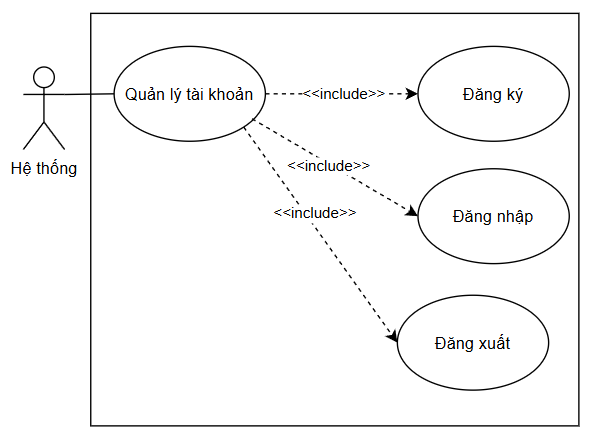 Quản lý tài khoản
<<include>>
Đăng ký
Hệ thống
<<include>>
Đăng nhập
<<include>>
Đăng xuất